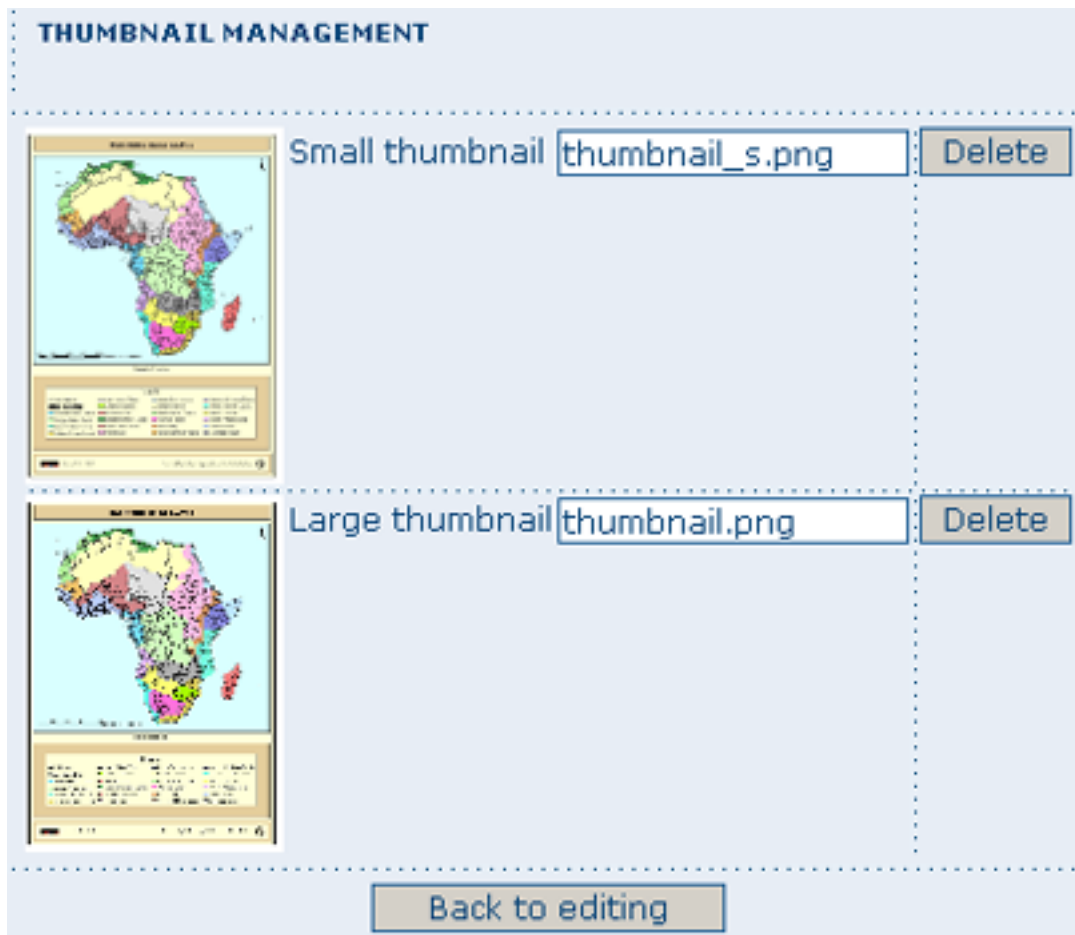 THUMBNAIL MANAGEMENT
Small thumbnail thumbnail_s.png Delete
Large thumbnail thumbnail.png Delete
Back to editing